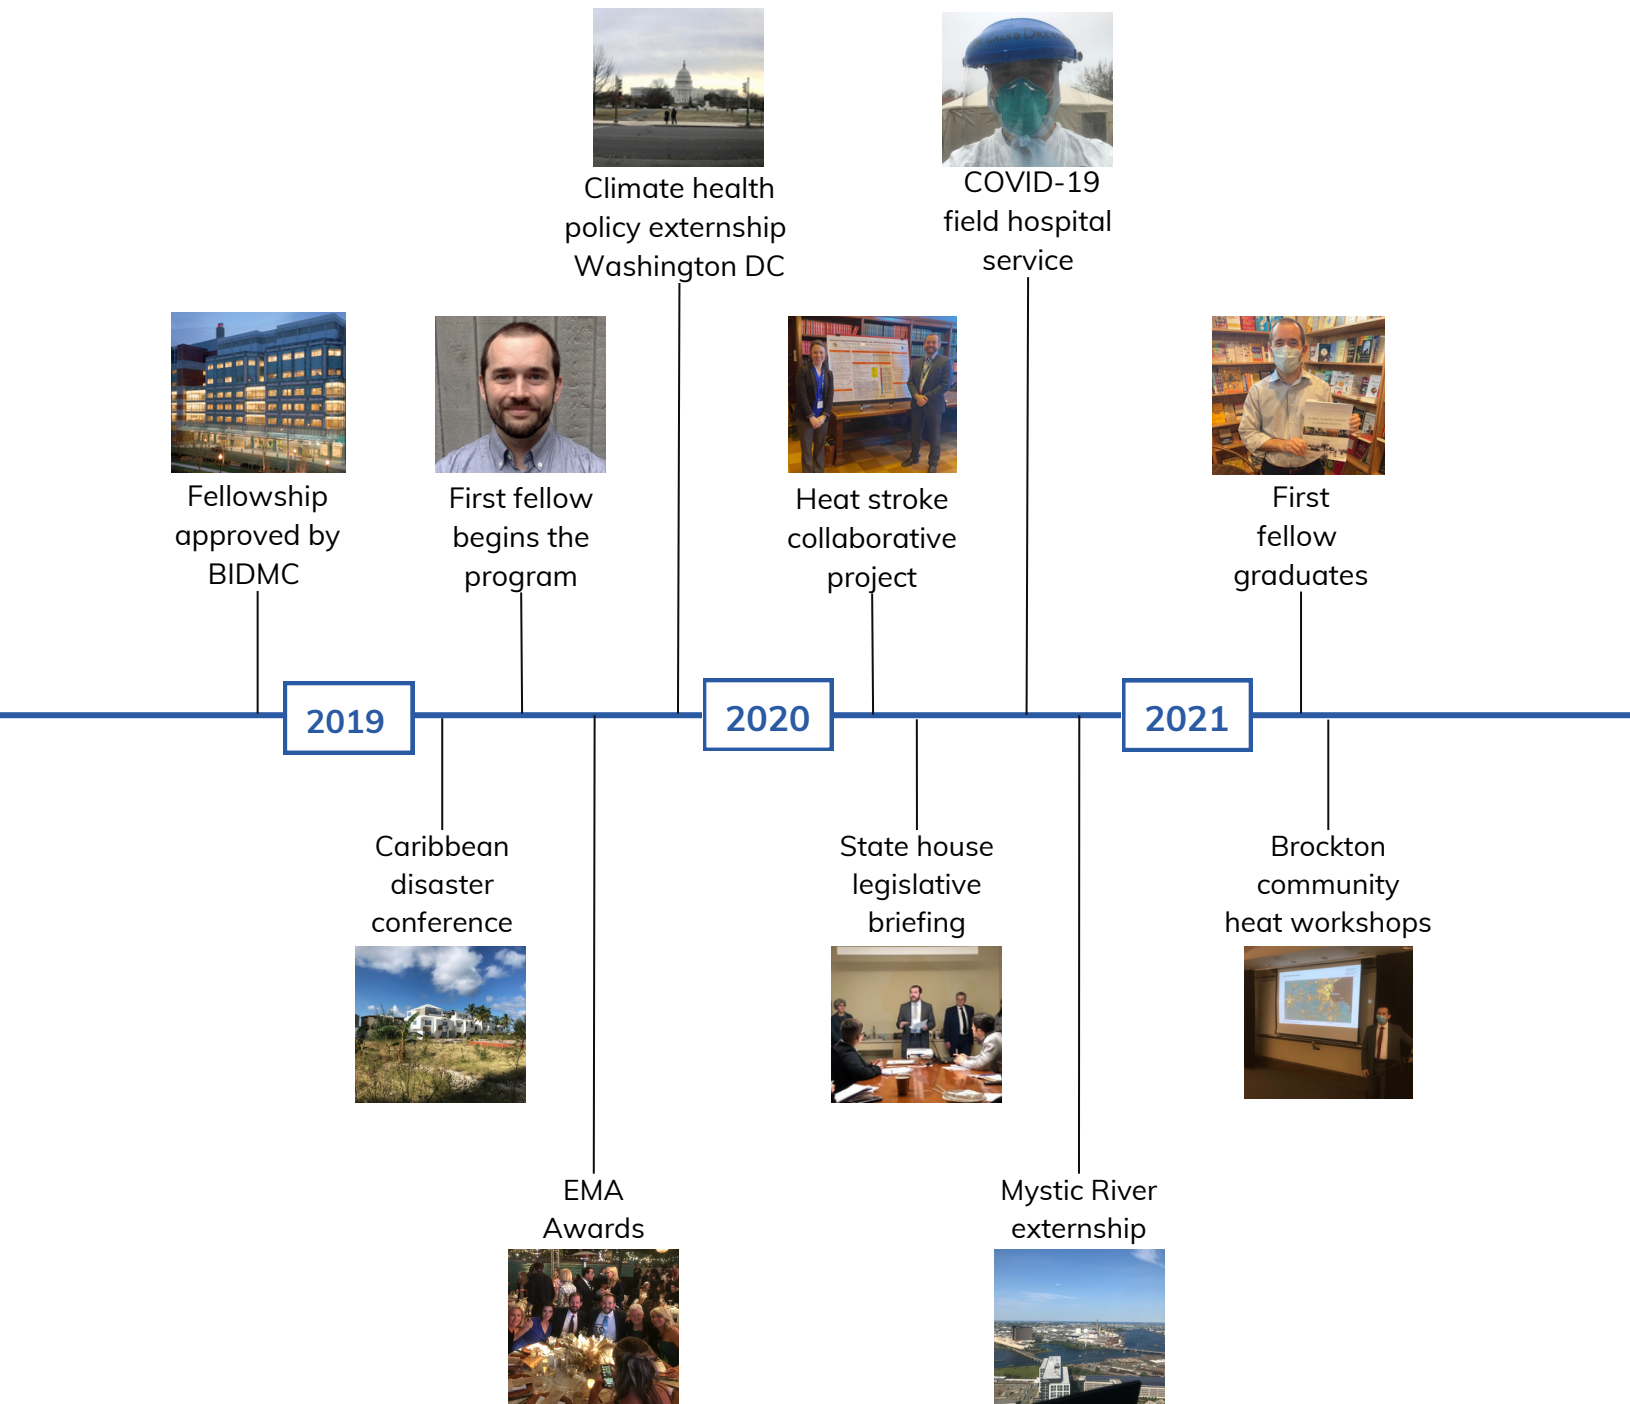 Climate health
policy externship
Washington DC
COVID-19
field hospital
service
Fellowship
approved by
BIDMC
First fellow
begins the
program
Heat stroke
collaborative
project
First
fellow
graduates
2019
2020
2021
Caribbean
disaster
conference
State house
legislative
briefing
Brockton
community
heat workshops
EMA
Awards
Mystic River
externship